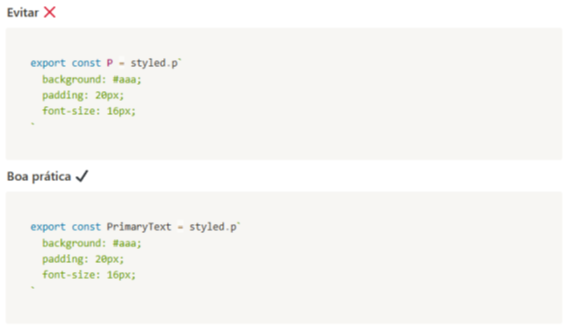 Evitar ❌
export const P = styled.p`
background: #aaa;
padding: 20px;
font-size: 16px;
`
Boa prática ✔
export const PrimaryText = styled.p`
background: #aaa;
padding: 20px;
font-size: 16px;
`